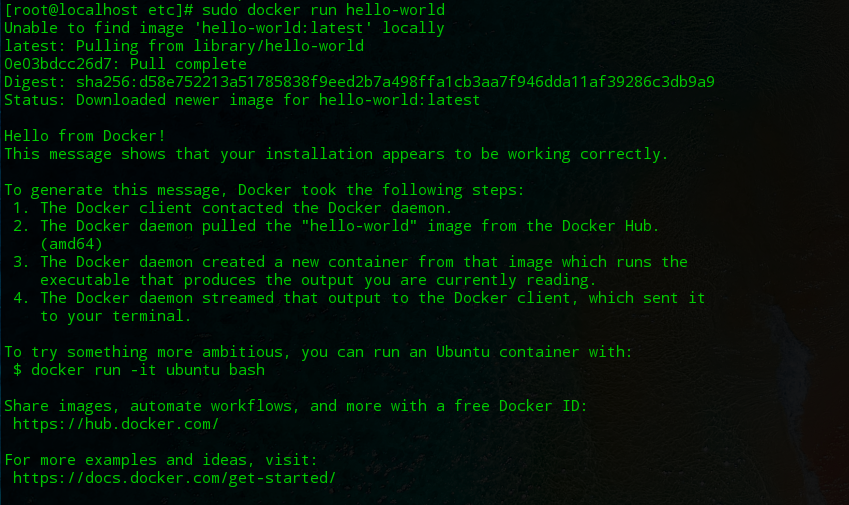 [root@localhost etc]# sudo docker run hello-world
Unable to find image 'hello-world:latest' locally
latest: Pulling from library/hello-world
0e03bdcc26d7: Pull complete
Digest: sha256:d58e752213a51785838f9eed2b7a498ffa1cb3aa7f946dda11af39286c3db9a9
Status: Downloaded newer image for hello-world:latest

Hello from Docker!
This message shows that your installation appears to be working correctly.

To generate this message, Docker took the following steps:
 1. The Docker client contacted the Docker daemon.
 2. The Docker daemon pulled the "hello-world" image from the Docker Hub.
    (amd64)
 3. The Docker daemon created a new container from that image which runs the
    executable that produces the output you are currently reading.
 4. The Docker daemon streamed that output to the Docker client, which sent it
    to your terminal.

To try something more ambitious, you can run an Ubuntu container with:
 $ docker run -it ubuntu bash

Share images, automate workflows, and more with a free Docker ID:
 https://hub.docker.com/

For more examples and ideas, visit:
 https://docs.docker.com/get-started/